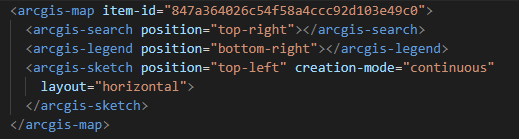 <arcgis-map item-id="847a364026c54f58a4ccc92d103e49c0">
<arcgis-search position="top-right"></arcgis-search>
<arcgis-legend position="bottom-right"></arcgis-legend>
<arcgis-sketch position="top-left" creation-mode="continuous"
layout="horizontal">
</arcgis-sketch>
</arcgis-map>